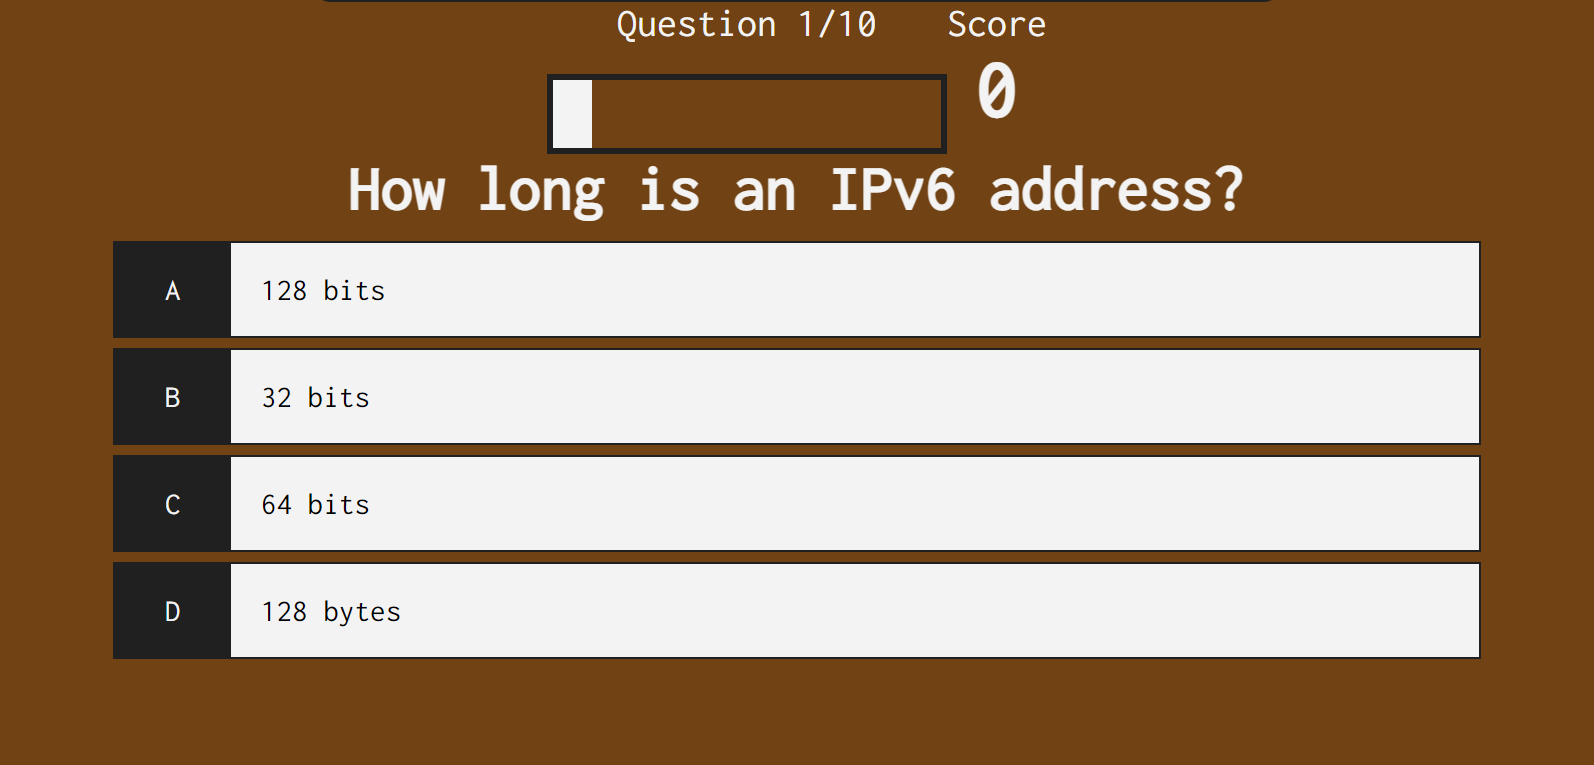 Question 1/10 Score
0
How long is an IPv6 address?
A 128 bits
B 32 bits
C 64 bits
D 128 bytes